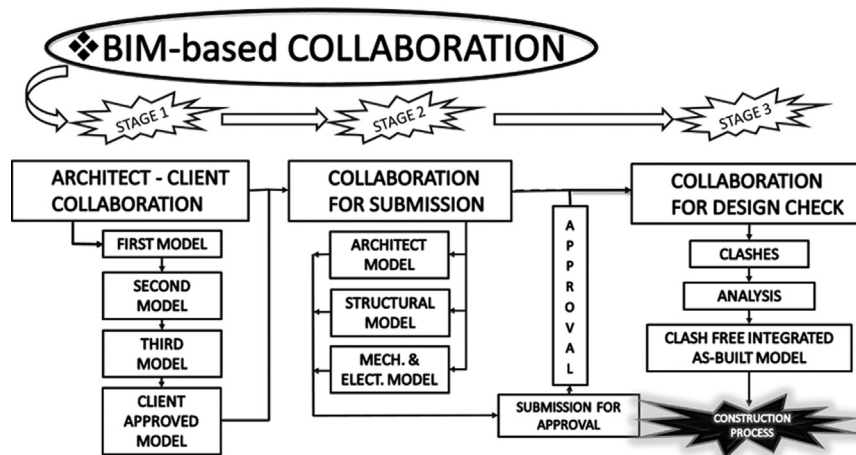 ❖BIM-based COLLABORATION
STAGE 1
STAGE 2
STAGE 3
ARCHITECT - CLIENT
COLLABORATION
FIRST MODEL
SECOND
MODEL
THIRD
MODEL
CLIENT
APPROVED
MODEL
COLLABORATION
FOR SUBMISSION
ARCHITECT
MODEL
STRUCTURAL
MODEL
MECH. &
ELECT. MODEL
SUBMISSION FOR
APPROVAL
A
P
P
R
O
V
A
L
COLLABORATION
FOR DESIGN CHECK
CLASHES
ANALYSIS
CLASH FREE INTEGRATED
AS-BUILT MODEL
CONSTRUCTION
PROCESS